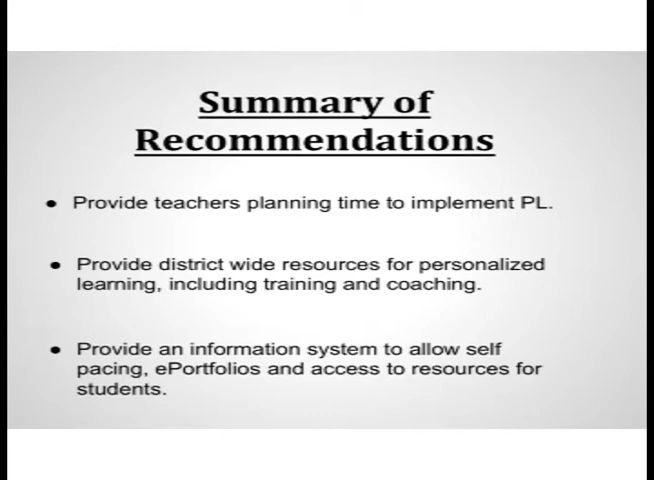 Summary of
Recommendations
● Provide teachers planning time to implement PL.
● Provide district wide resources for personalized
learning, including training and coaching.
● Provide an information system to allow self
pacing, ePortfolios and access to resources for
students.